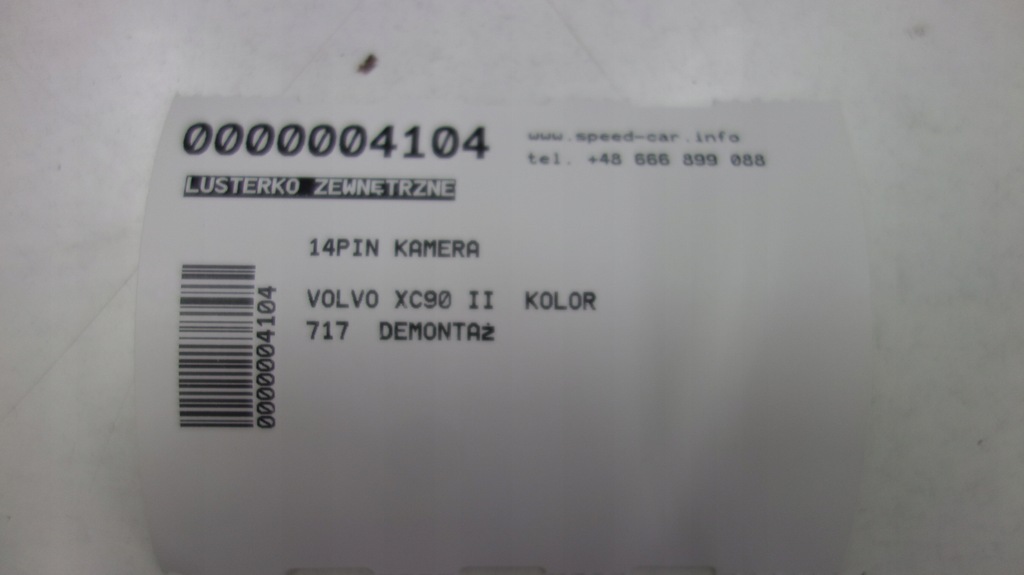 0000004104
www.speed-car.info
tel. +48 666 899 088
LUSTERKO ZEWNĘTRZNE
14PIN KAMERA
VOLVO XC90 II KOLOR
717 DEMONTAż
0000004104